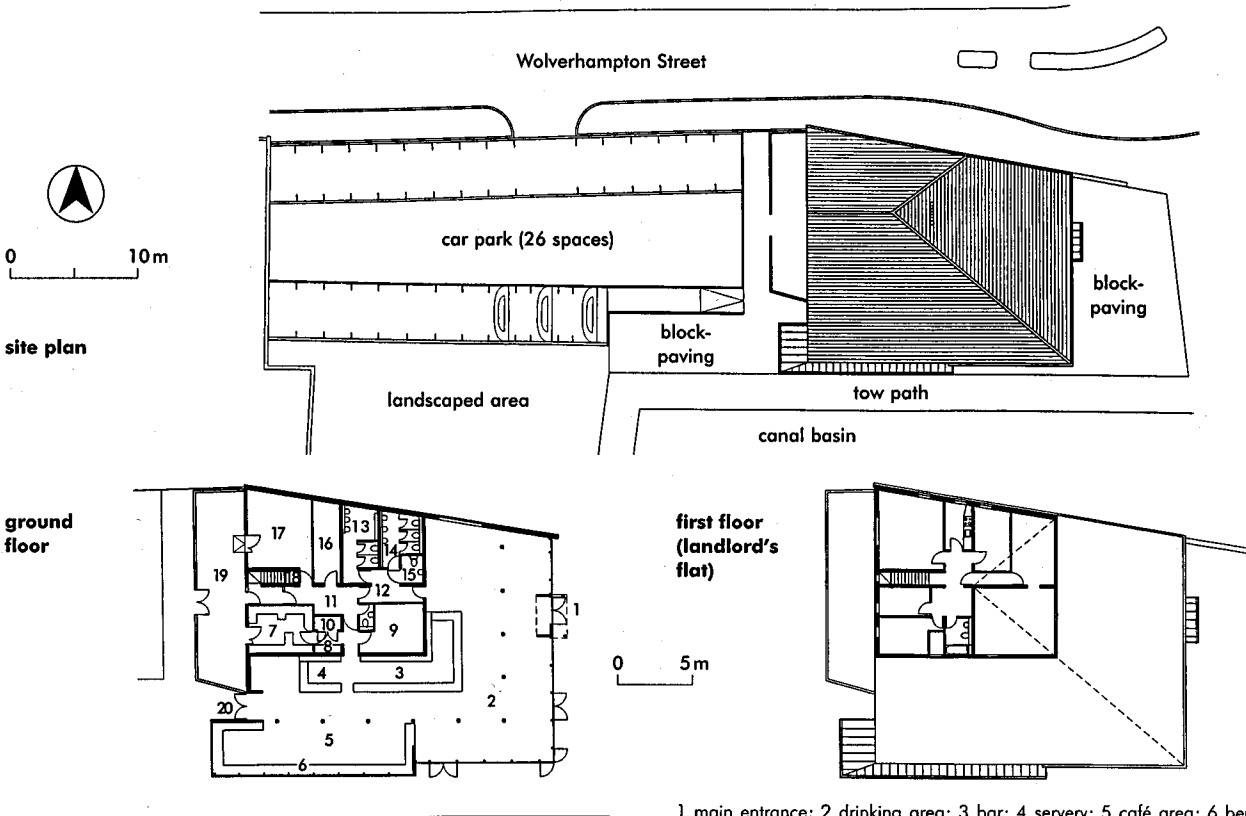 Wolverhampton Street
0 10 m
car park (26 spaces)
block-
paving
site plan
block-
paving
landscaped area
tow path
canal basin
ground
floor
first floor
(landlord's
flat)
0 5 m
17
16
13
14
15
19
18
12
11
1
10
7
8
9
4
3
2
20
5
6
1 main entrance; 2 drinking area; 3 bar; 4 servery; 5 café area; 6